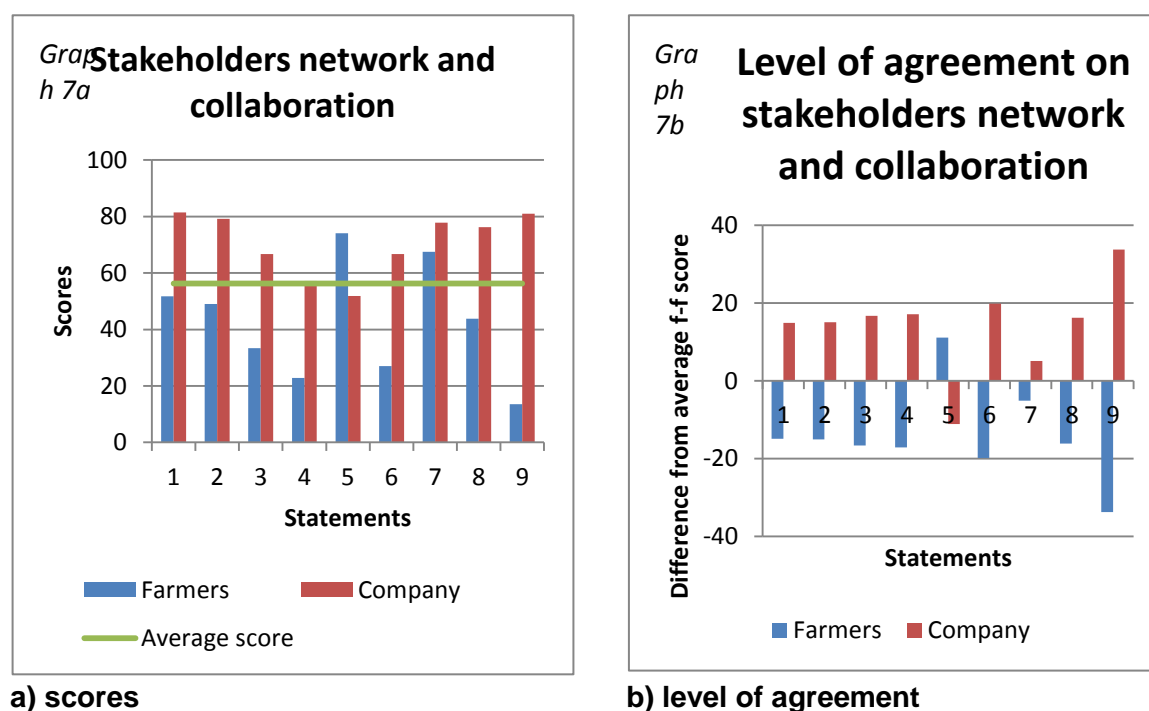 Grap
h 7a
Stakeholders network and
collaboration
100
80
60
40
20
0
Scores
1 2 3 4 5 6 7 8 9
Statements
Farmers Company
Average score
a) scores
Gra
ph
7b
Level of agreement on
stakeholders network
and collaboration
40
20
0
-20
-40
Difference from average f-f score
1 2 3 4 5 6 7 8 9
Statements
Farmers Company
b) level of agreement